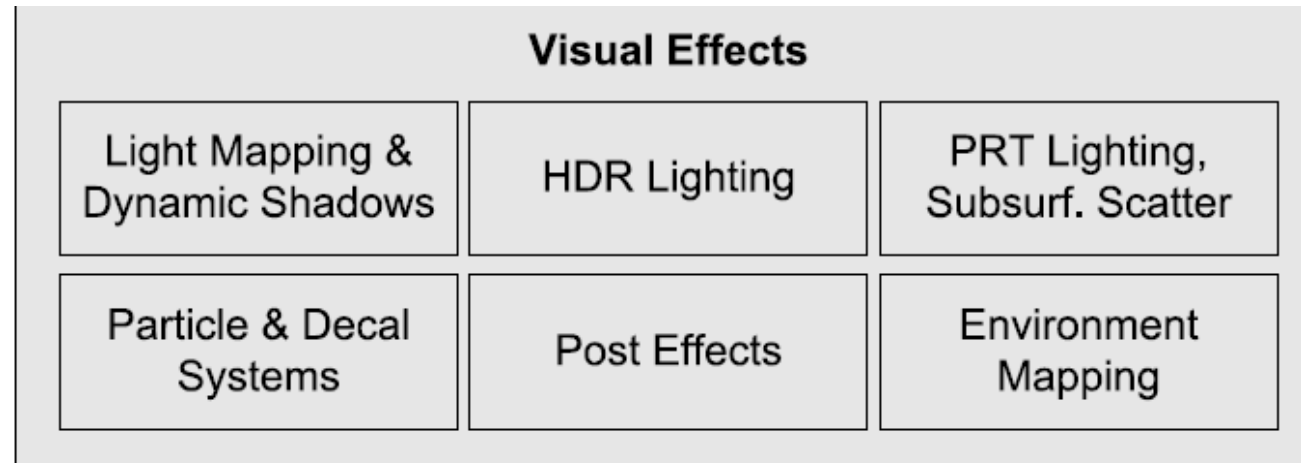 Visual Effects
Light Mapping &
Dynamic Shadows
HDR Lighting
PRT Lighting,
Subsurf. Scatter
Particle & Decal
Systems
Post Effects
Environment
Mapping